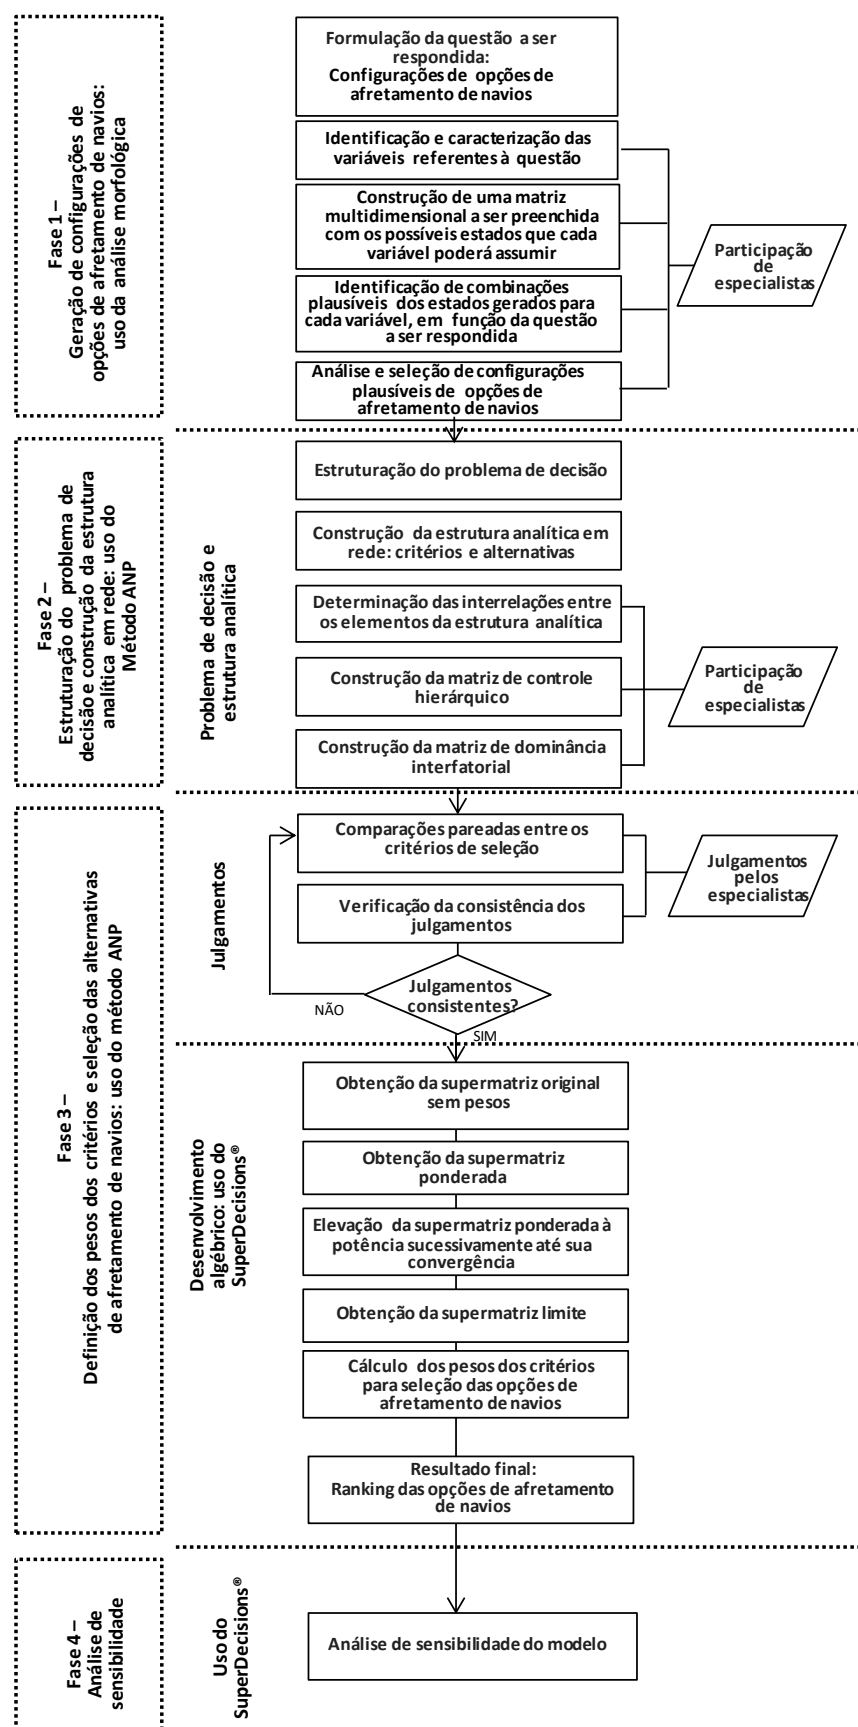 Fase 1 –
Geração de configurações de
opções de afretamento de navios:
uso da análise morfológica
Formulação da questão a ser
respondida:
Configurações de opções de
afretamento de navios
Identificação e caracterização das
variáveis referentes à questão
Construção de uma matriz
multidimensional a ser preenchida
com os possíveis estados que cada
variável poderá assumir
Identificação de combinações
plausíveis dos estados gerados para
cada variável, em função da questão
a ser respondida
Análise e seleção de configurações
plausíveis de opções de
afretamento de navios
Participação
de
especialistas
Fase 2 –
Estruturação do problema de
decisão e construção da estrutura
analítica em rede: uso do
Método ANP
Problema de decisão e
estrutura analítica
Estruturação do problema de decisão
Construção da estrutura analítica em
rede: critérios e alternativas
Determinação das interrelações entre
os elementos da estrutura analítica
Construção da matriz de controle
hierárquico
Construção da matriz de dominância
interfatorial
Participação
de
especialistas
Fase 3 –
Definição dos pesos dos critérios e seleção das alternativas
de afretamento de navios: uso do método ANP
Julgamentos
Comparações pareadas entre os
critérios de seleção
Verificação da consistência dos
julgamentos
Julgamentos
consistentes?
NÃO
SIM
Julgamentos
pelos
especialistas
Desenvolvimento
algébrico: uso do
SuperDecisions®
Obtenção da supermatriz original
sem pesos
Obtenção da supermatriz
ponderada
Elevação da supermatriz ponderada à
potência sucessivamente até sua
convergência
Obtenção da supermatriz limite
Cálculo dos pesos dos critérios
para seleção das opções de
afretamento de navios
Resultado final:
Ranking das opções de afretamento
de navios
Fase 4 –
Análise de
sensibilidade
Uso do
SuperDecisions®
Análise de sensibilidade do modelo